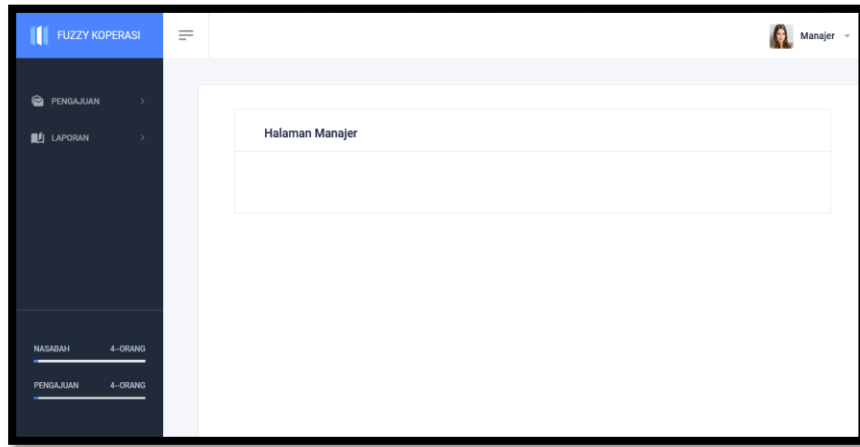 FUZZY KOPERASI
Manajer
PENGAJUAN
LAPORAN
Halaman Manajer
NASABAH 4--ORANG
PENGAJUAN 4--ORANG